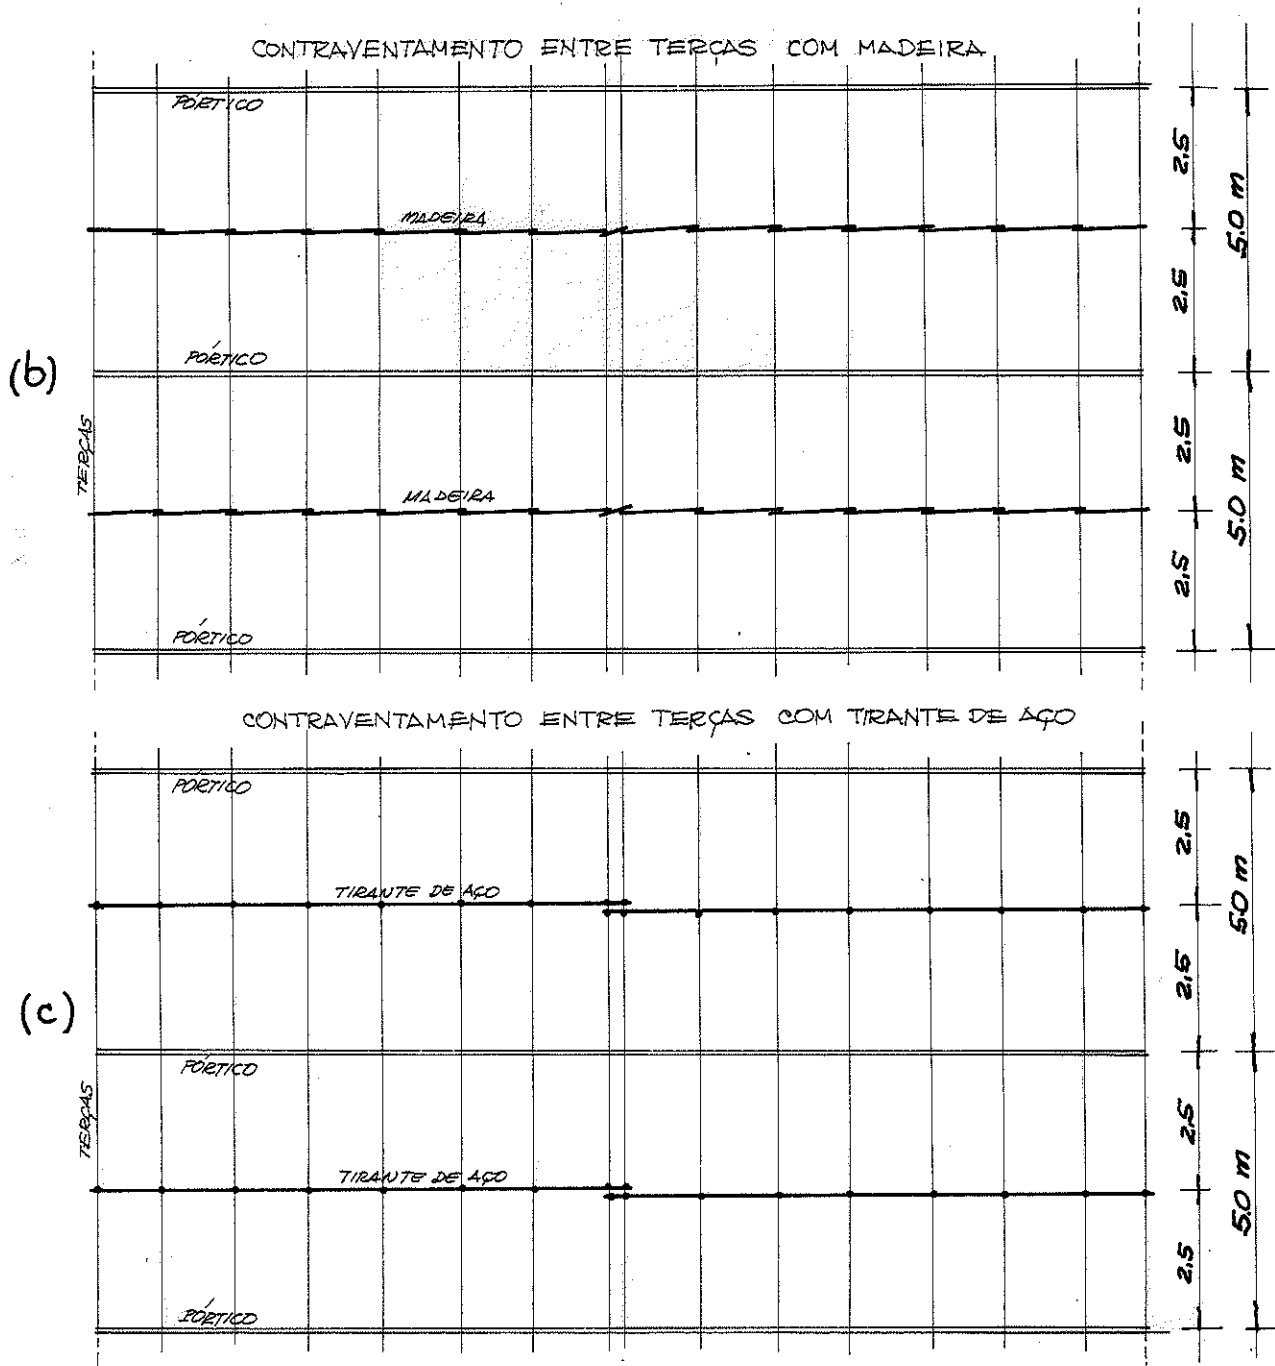 CONTRAVENTAMENTO ENTRE TERÇAS COM MADEIRA
PÓRTICO
2,5
5.0 m
MADEIRA
2,5
(b)
PÓRTICO
TERÇAS
2,5
5.0 m
MADEIRA
2,5
PÓRTICO
CONTRAVENTAMENTO ENTRE TERÇAS COM TIRANTE DE AÇO
PÓRTICO
2,5
5.0 m
TIRANTE DE AÇO
2,5
(c)
PÓRTICO
TERÇAS
2,5
5.0 m
TIRANTE DE AÇO
2,5
PÓRTICO